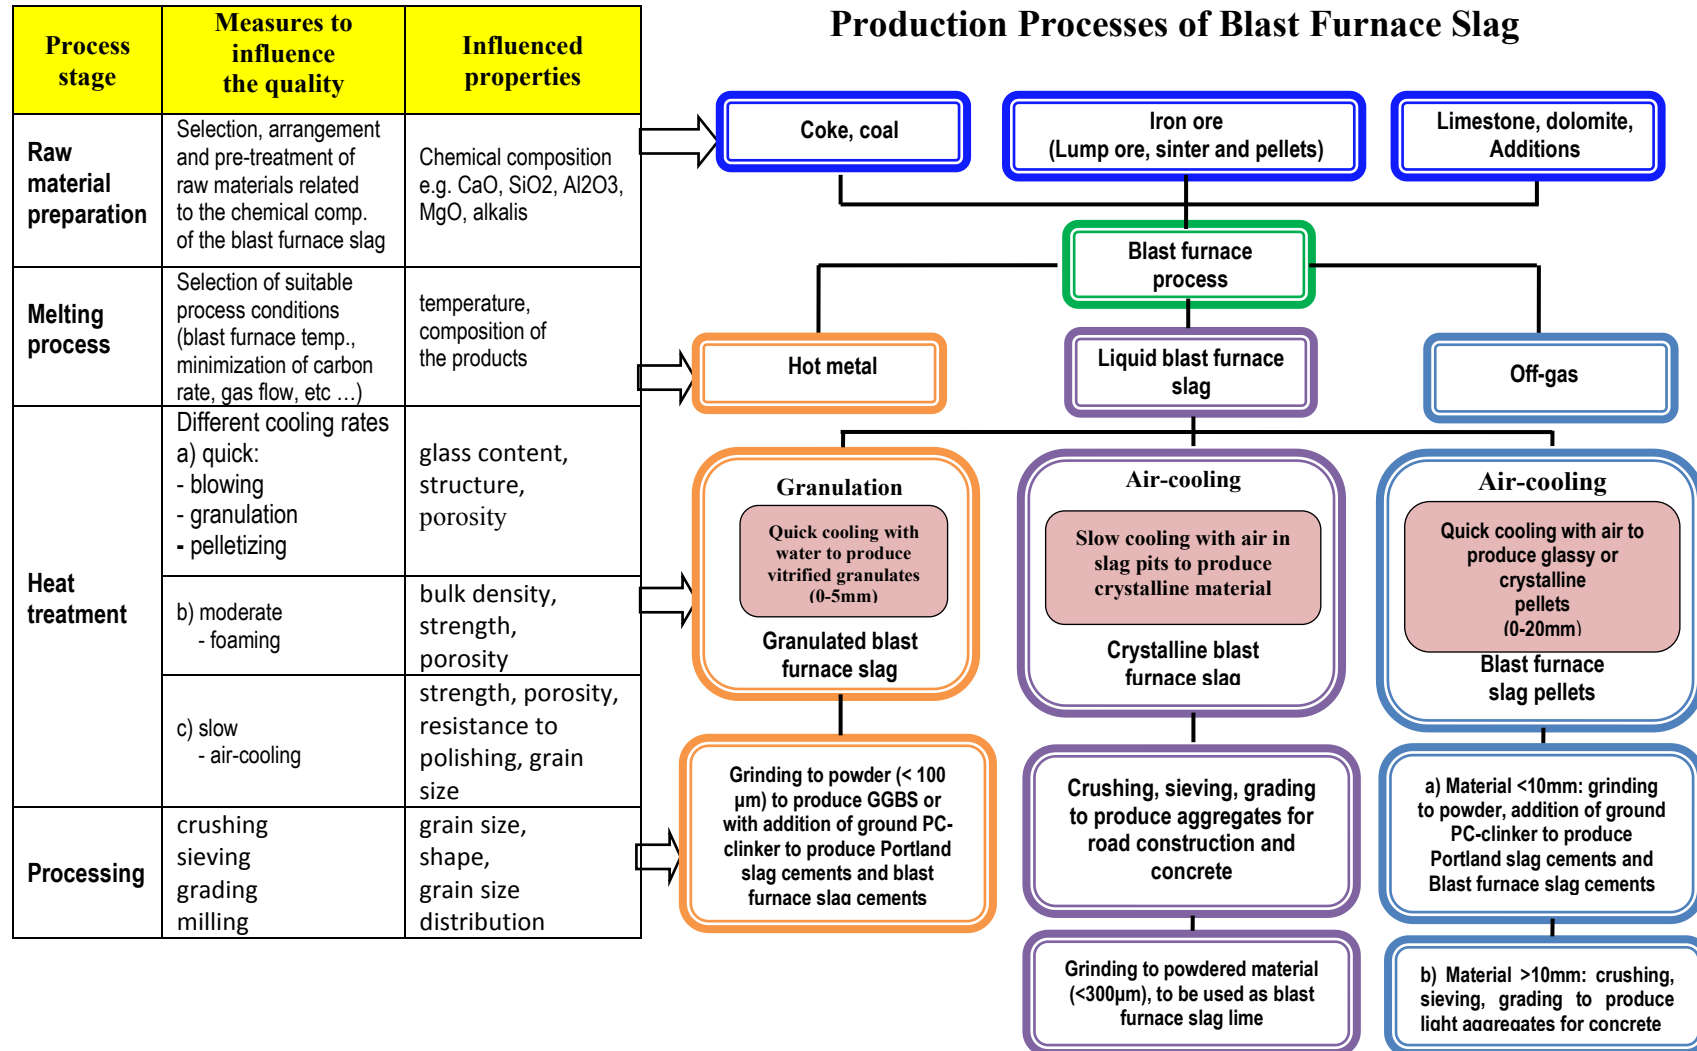 Production Processes of Blast Furnace Slag
Process
stage
Measures to
influence
the quality
Influenced
properties
Raw
material
preparation
Selection, arrangement
and pre-treatment of
raw materials related
to the chemical comp.
of the blast furnace slag
Chemical composition
e.g. CaO, SiO2, Al2O3,
MgO, alkalis
Melting
process
Selection of suitable
process conditions
(blast furnace temp.,
minimization of carbon
rate, gas flow, etc ...)
temperature,
composition of
the products
Heat
treatment
Different cooling rates
a) quick:
- blowing
- granulation
- pelletizing
glass content,
structure,
porosity
b) moderate
- foaming
bulk density,
strength,
porosity
c) slow
- air-cooling
strength, porosity,
resistance to
polishing, grain
size
Processing
crushing
sieving
grading
milling
grain size,
shape,
grain size
distribution
Coke, coal
Iron ore
(Lump ore, sinter and pellets)
Limestone, dolomite,
Additions
Blast furnace
process
Hot metal
Liquid blast furnace
slag
Off-gas
Granulation
Quick cooling with
water to produce
vitrified granulates
(0-5mm)
Granulated blast
furnace slag
Air-cooling
Slow cooling with air in
slag pits to produce
crystalline material
Crystalline blast
furnace slag
Air-cooling
Quick cooling with air to
produce glassy or
crystalline
pellets
(0-20mm)
Blast furnace
slag pellets
Grinding to powder (< 100
µm) to produce GGBS or
with addition of ground PC-
clinker to produce Portland
slag cements and blast
furnace slag cements
Crushing, sieving, grading
to produce aggregates for
road construction and
concrete
a) Material <10mm: grinding
to powder, addition of ground
PC-clinker to produce
Portland slag cements and
Blast furnace slag cements
Grinding to powdered material
(<300µm), to be used as blast
furnace slag lime
b) Material >10mm: crushing,
sieving, grading to produce
light aggregates for concrete